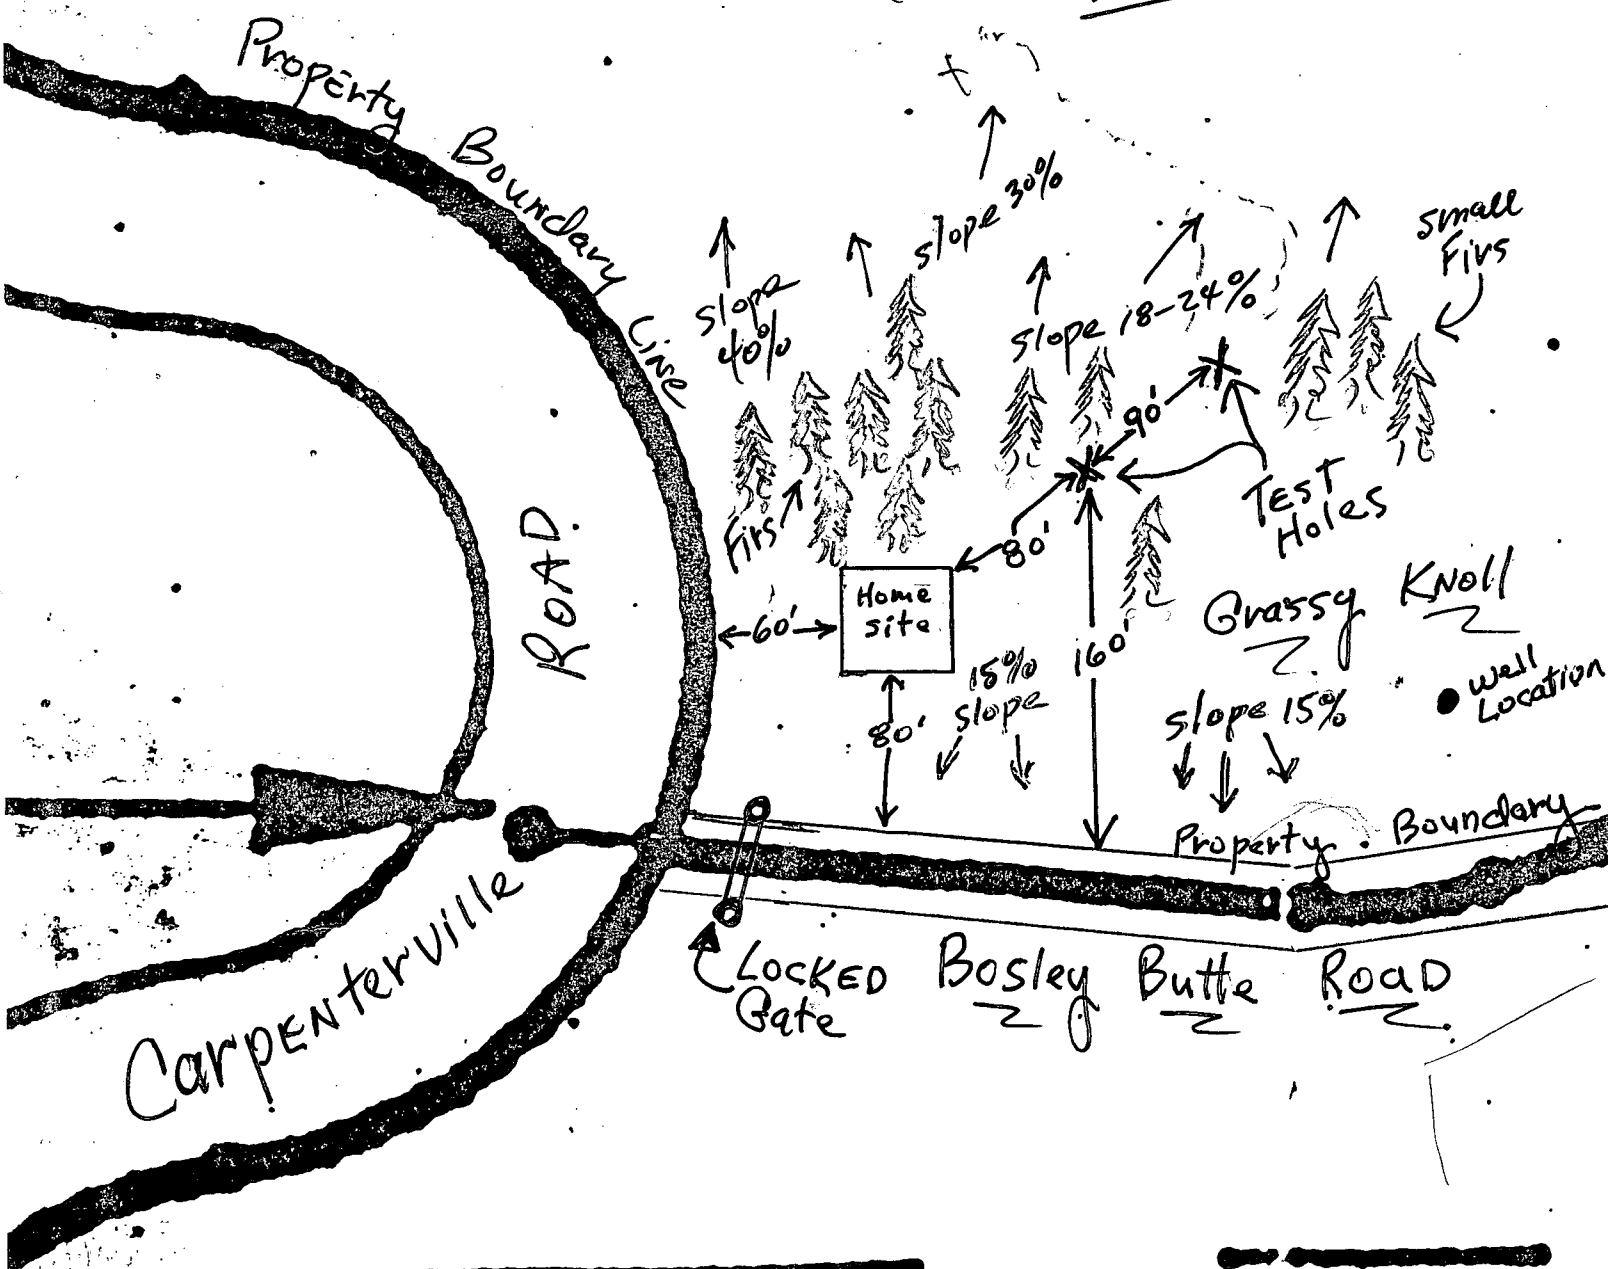 Property Boundary Line
slope 30%
small
Firs
slope
40%
slope 18-24%
90'
Firs
TEST
Holes
80'
ROAD.
Home
site
60'
160'
Grassy Knoll
15%
slope
80'
slope 15%
well
Location
Property Boundary
Carpenterville
LOCKED
Gate
Bosley Butte ROAD